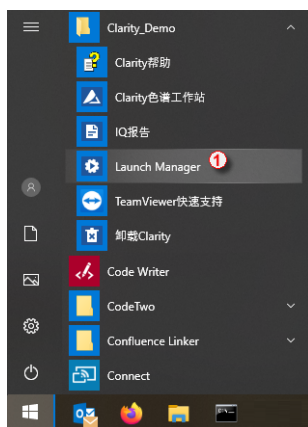 Clarity_Demo
Clarity帮助
Clarity色谱工作站
IQ报告
Launch Manager 1
TeamViewer快速支持
卸载Clarity
Code Writer
CodeTwo
Confluence Linker
Connect